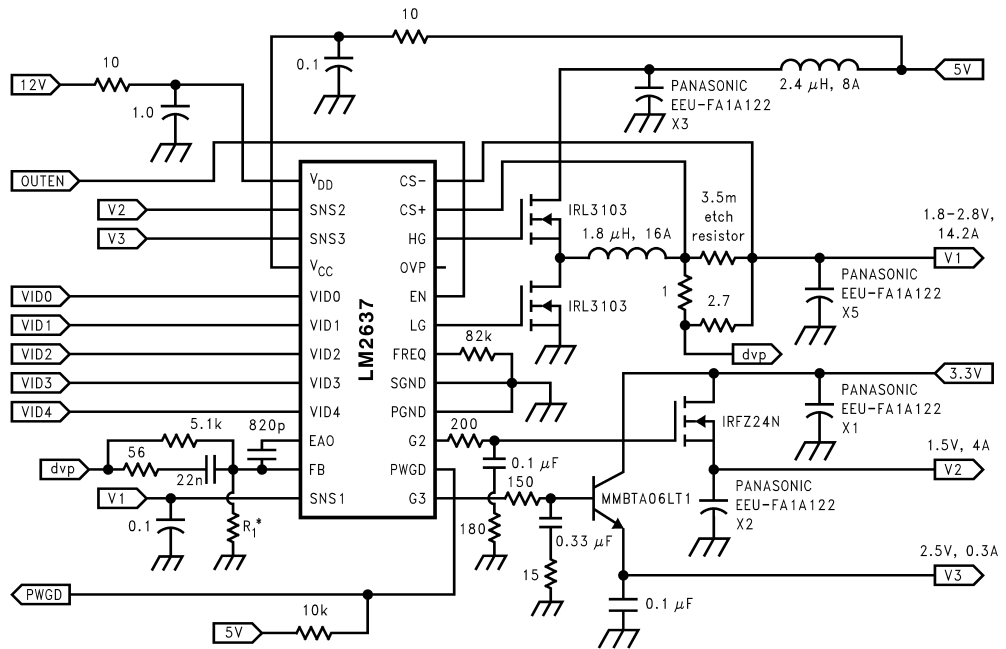 10
0.1
12V
10
1.0
2.4 μH, 8A
5V
PANASONIC
EEU-FA1A122
X3
OUTEN
V2
V3
VID0
VID1
VID2
VID3
VID4
VDD
SNS2
SNS3
VCC
VID0
VID1
VID2
VID3
VID4
EAO
FB
SNS1
LM2637
CS-
CS+
HG
OVP
EN
LG
FREQ
SGND
PGND
G2
PWGD
G3
IRL3103
1.8 μH, 16A
IRL3103
3.5m
etch
resistor
1
2.7
dvp
1.8-2.8V,
14.2A
V1
PANASONIC
EEU-FA1A122
X5
82k
3.3V
PANASONIC
EEU-FA1A122
X1
IRFZ24N
1.5V, 4A
V2
PANASONIC
EEU-FA1A122
X2
200
0.1 μF
150
180
0.33 μF
15
MMBTA06LT1
2.5V, 0.3A
V3
0.1 μF
5.1k
820p
dvp
56
22n
V1
0.1
R1*
PWGD
10k
5V